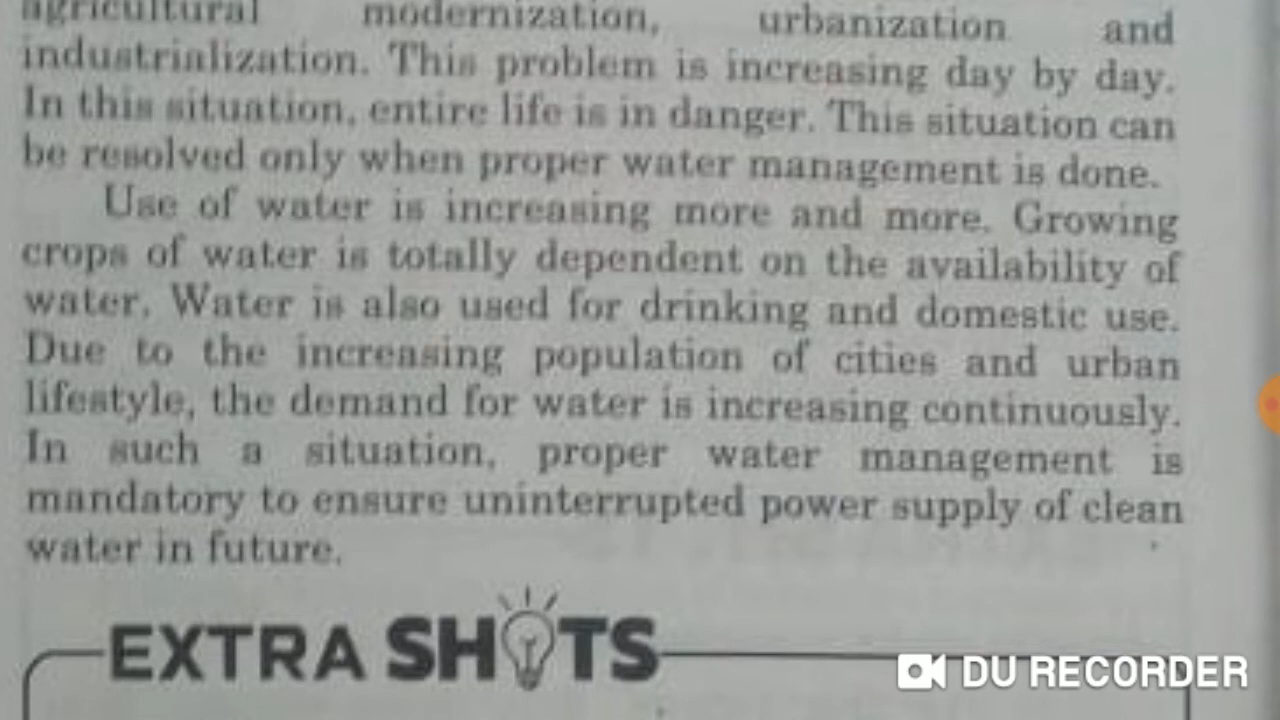 agricultural modernization, urbanization and
industrialization. This problem is increasing day by day.
In this situation, entire life is in danger. This situation can
be resolved only when proper water management is done.
Use of water is increasing more and more. Growing
crops of water is totally dependent on the availability of
water. Water is also used for drinking and domestic use.
Due to the increasing population of cities and urban
lifestyle, the demand for water is increasing continuously.
In such a situation, proper water management is
mandatory to ensure uninterrupted power supply of clean
water in future.
EXTRA SHOTS
DU RECORDER